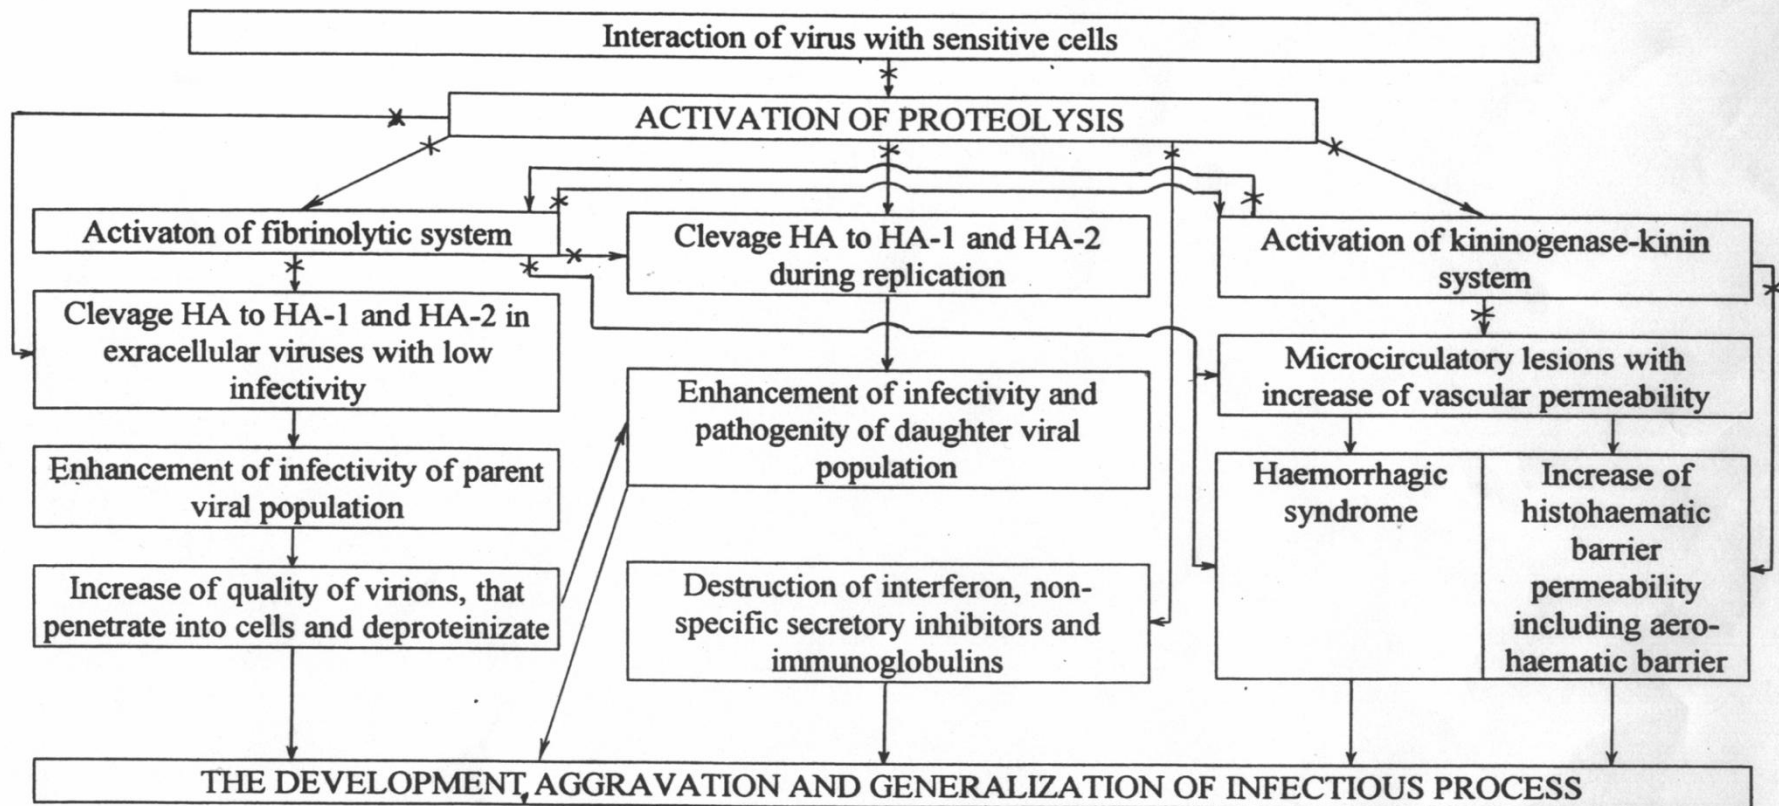 Interaction of virus with sensitive cells
ACTIVATION OF PROTEOLYSIS
Activaton of fibrinolytic system
Clevage HA to HA-1 and HA-2
during replication
Activation of kininogenase-kinin
system
Clevage HA to HA-1 and HA-2 in
exracellular viruses with low
infectivity
Microcirculatory lesions with
increase of vascular permeability
Enhancement of infectivity and
pathogenity of daughter viral
population
Enhancement of infectivity of parent
viral population
Haemorrhagic
syndrome
Increase of
histohaematic
barrier
permeability
including aero-
haematic barrier
Increase of quality of virions, that
penetrate into cells and deproteinizate
Destruction of interferon, non-
specific secretory inhibitors and
immunoglobulins
THE DEVELOPMENT, AGGRAVATION AND GENERALIZATION OF INFECTIOUS PROCESS